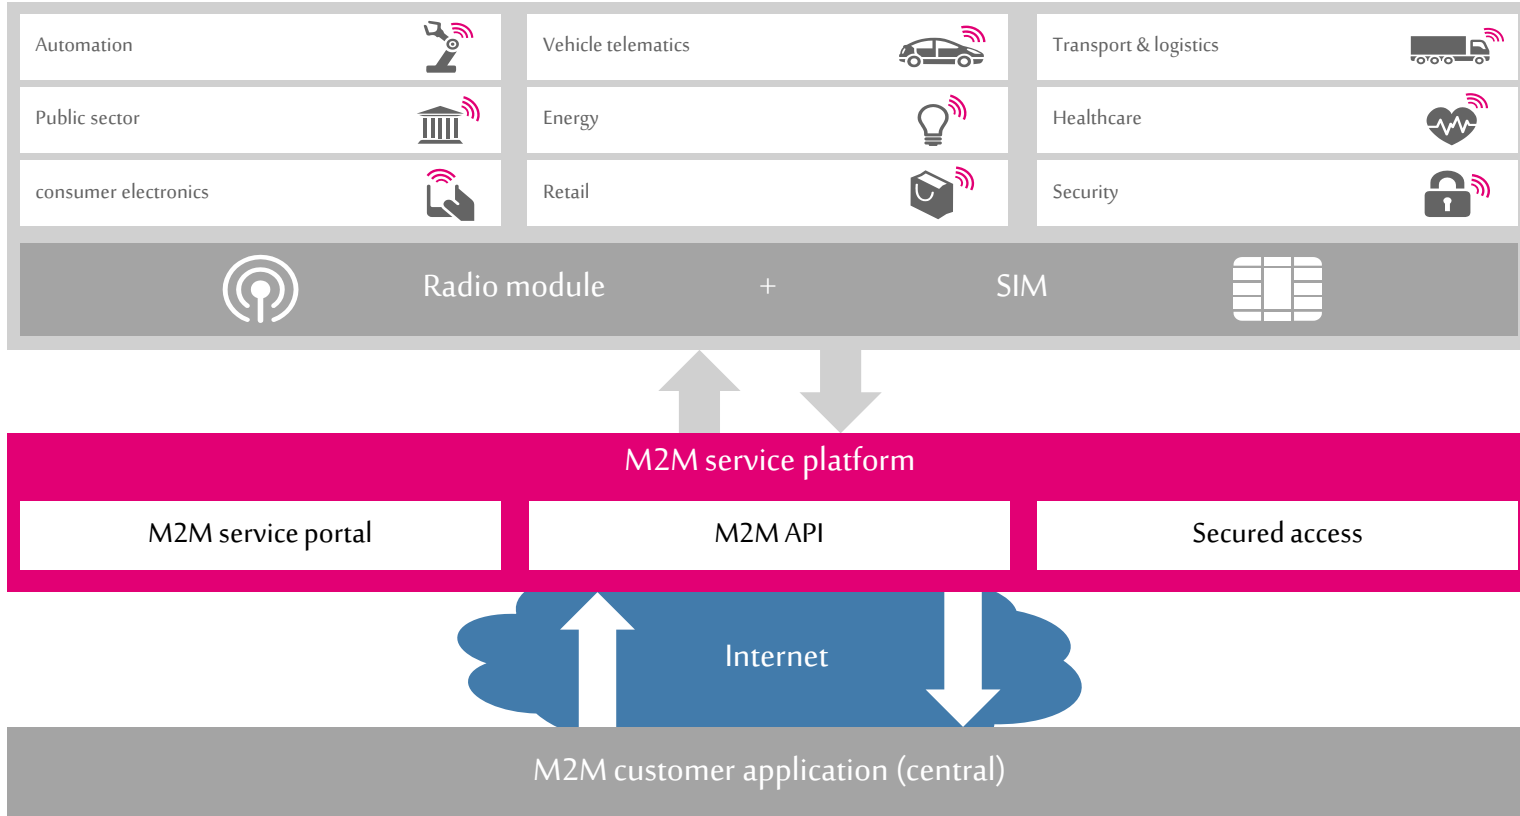 Automation
Vehicle telematics
Transport & logistics
Public sector
Energy
Healthcare
consumer electronics
Retail
Security
Radio module + SIM
M2M service platform
M2M service portal
M2M API
Secured access
Internet
M2M customer application (central)